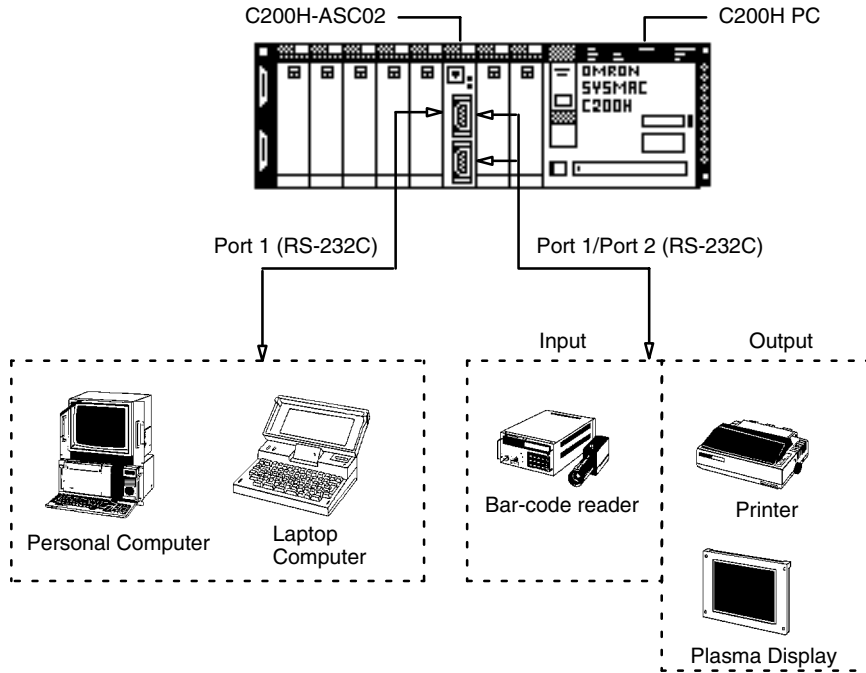 C200H-ASC02
C200H PC
OMRON
SYSMAC
C200H
Port 1 (RS-232C)
Port 1/Port 2 (RS-232C)
Input
Output
Personal Computer
Laptop
Computer
Bar-code reader
Printer
Plasma Display